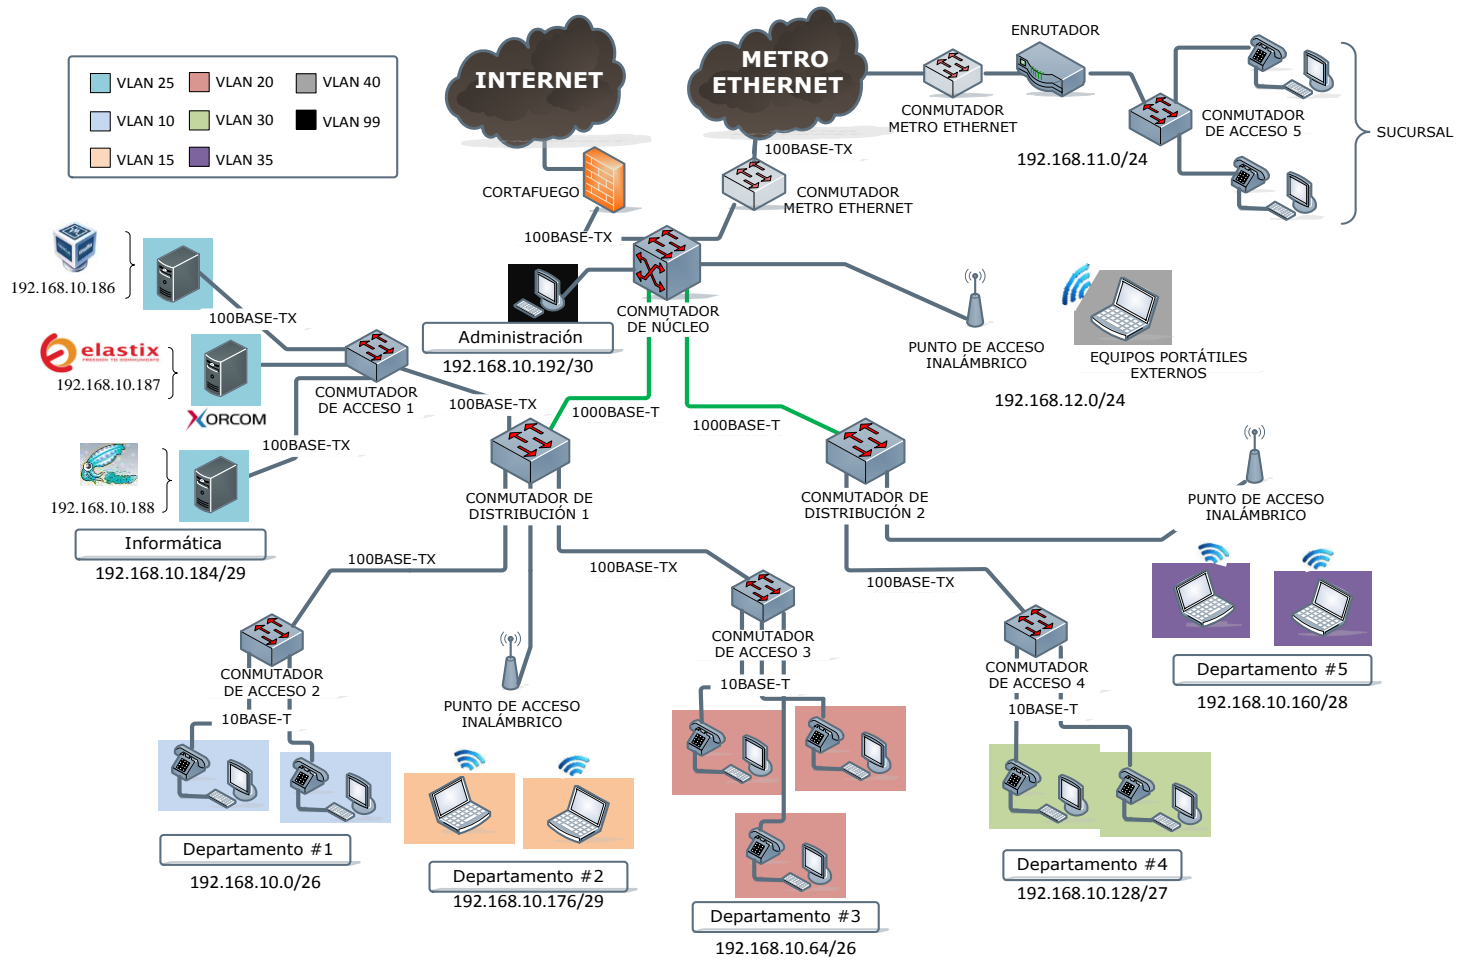 VLAN 25
VLAN 20
VLAN 40
VLAN 10
VLAN 30
VLAN 99
VLAN 15
VLAN 35
INTERNET
METRO
ETHERNET
ENRUTADOR
CONMUTADOR
METRO ETHERNET
CONMUTADOR
DE ACCESO 5
SUCURSAL
192.168.11.0/24
100BASE-TX
CORTAFUEGO
CONMUTADOR
METRO ETHERNET
100BASE-TX
192.168.10.186
100BASE-TX
Administración
192.168.10.192/30
CONMUTADOR
DE NÚCLEO
PUNTO DE ACCESO
INALÁMBRICO
EQUIPOS PORTÁTILES
EXTERNOS
192.168.12.0/24
elastix
FREEDOM TO COMMUNICATE
192.168.10.187
XORCOM
CONMUTADOR
DE ACCESO 1
100BASE-TX
1000BASE-T
1000BASE-T
100BASE-TX
192.168.10.188
Informática
192.168.10.184/29
CONMUTADOR DE
DISTRIBUCIÓN 1
CONMUTADOR DE
DISTRIBUCIÓN 2
PUNTO DE ACCESO
INALÁMBRICO
100BASE-TX
100BASE-TX
100BASE-TX
CONMUTADOR
DE ACCESO 2
CONMUTADOR
DE ACCESO 3
CONMUTADOR
DE ACCESO 4
Departamento #5
192.168.10.160/28
10BASE-T
PUNTO DE ACCESO
INALÁMBRICO
10BASE-T
10BASE-T
Departamento #1
192.168.10.0/26
Departamento #2
192.168.10.176/29
Departamento #3
192.168.10.64/26
Departamento #4
192.168.10.128/27